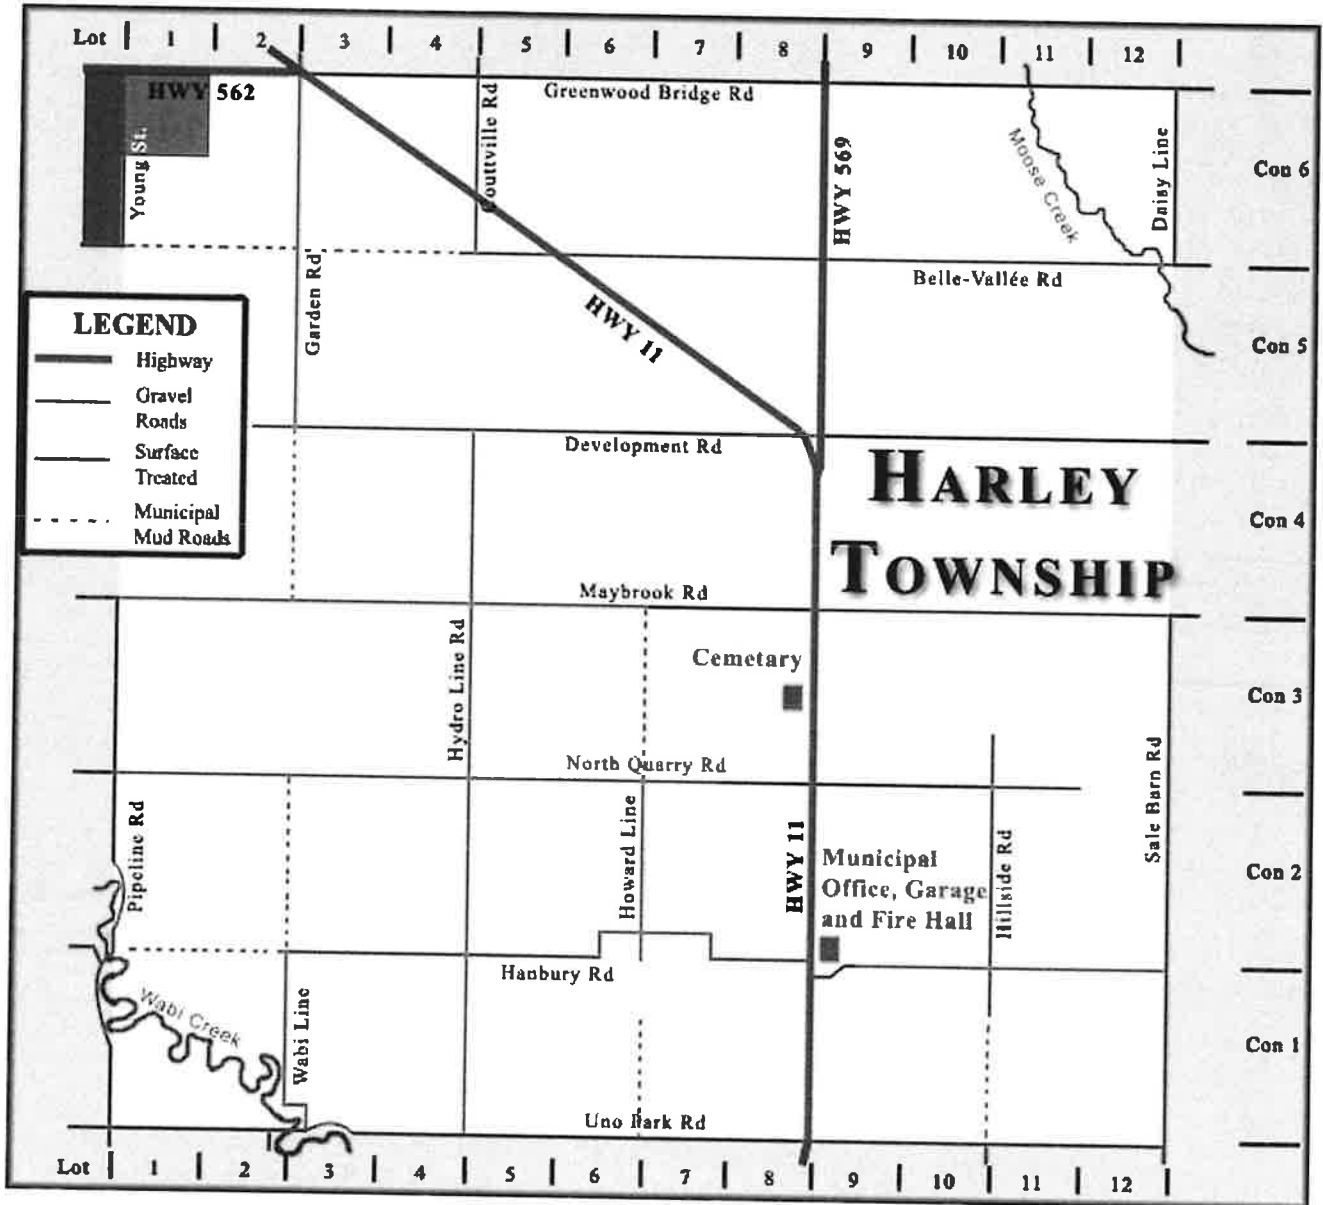 Lot 1 2 3 4 5 6 7 8 9 10 11 12
HWY 562
Greenwood Bridge Rd
Young St.
outtville Rd
HWY 569
Moose Creek
Daisy Line
Con 6
Belle-Vallée Rd
Garden Rd
HWY 11
Con 5
LEGEND
Highway
Gravel
Roads
Surface
Treated
Municipal
Mud Roads
Development Rd
HARLEY
TOWNSHIP
Con 4
Maybrook Rd
Hydro Line Rd
Cemetary
Con 3
North Quarry Rd
Sale Barn Rd
Pipeline Rd
Howard Line
HWY 11
Municipal
Office, Garage
and Fire Hall
Hillside Rd
Con 2
Hanbury Rd
Wabi Creek
Wabi Line
Con 1
Uno Park Rd
Lot 1 2 3 4 5 6 7 8 9 10 11 12